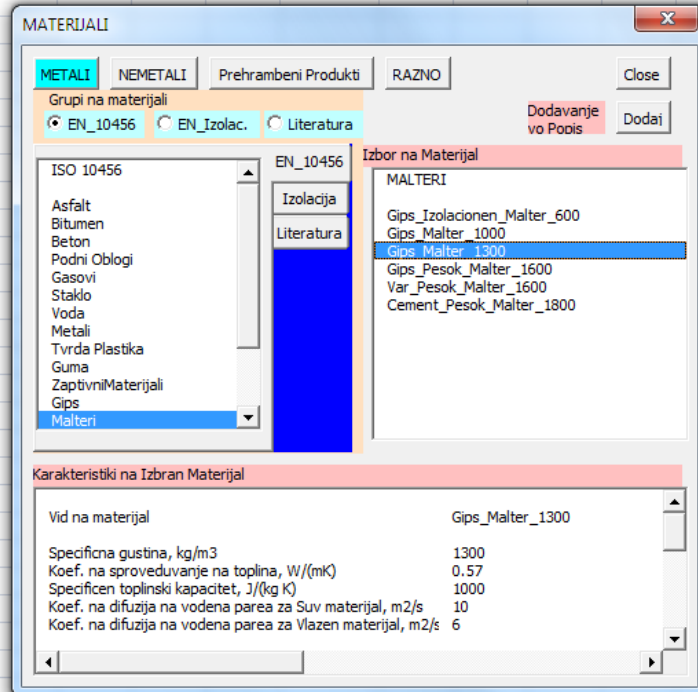 MATERIJALI
METALI
NEMETALI
Prehrambeni Produkti
RAZNO
Close
Grupi na materijali
EN_10456
EN_Izolac.
Literatura
Dodavanje
vo Popis
Dodaj
EN_10456
Izolacija
Literatura
ISO 10456
Asfalt
Bitumen
Beton
Podni Oblogi
Gasovi
Staklo
Voda
Metali
Tvrda Plastika
Guma
ZaptivniMaterijali
Gips
Malteri
Izbor na Materijal
MALTERI
Gips_Izolacionen_Malter_600
Gips_Malter_1000
Gips_Malter_1300
Gips_Pesok_Malter_1600
Var_Pesok_Malter_1600
Cement_Pesok_Malter_1800
Karakteristiki na Izbran Materijal
Vid na materijal Gips_Malter_1300
Specificna gustina, kg/m3 1300
Koef. na sproveduvanje na toplina, W/(mK) 0.57
Specificen toplinski kapacitet, J/(kg K) 1000
Koef. na difuzija na vodena parea za Suv materijal, m2/s 10
Koef. na difuzija na vodena parea za Vlazen materijal, m2/s 6